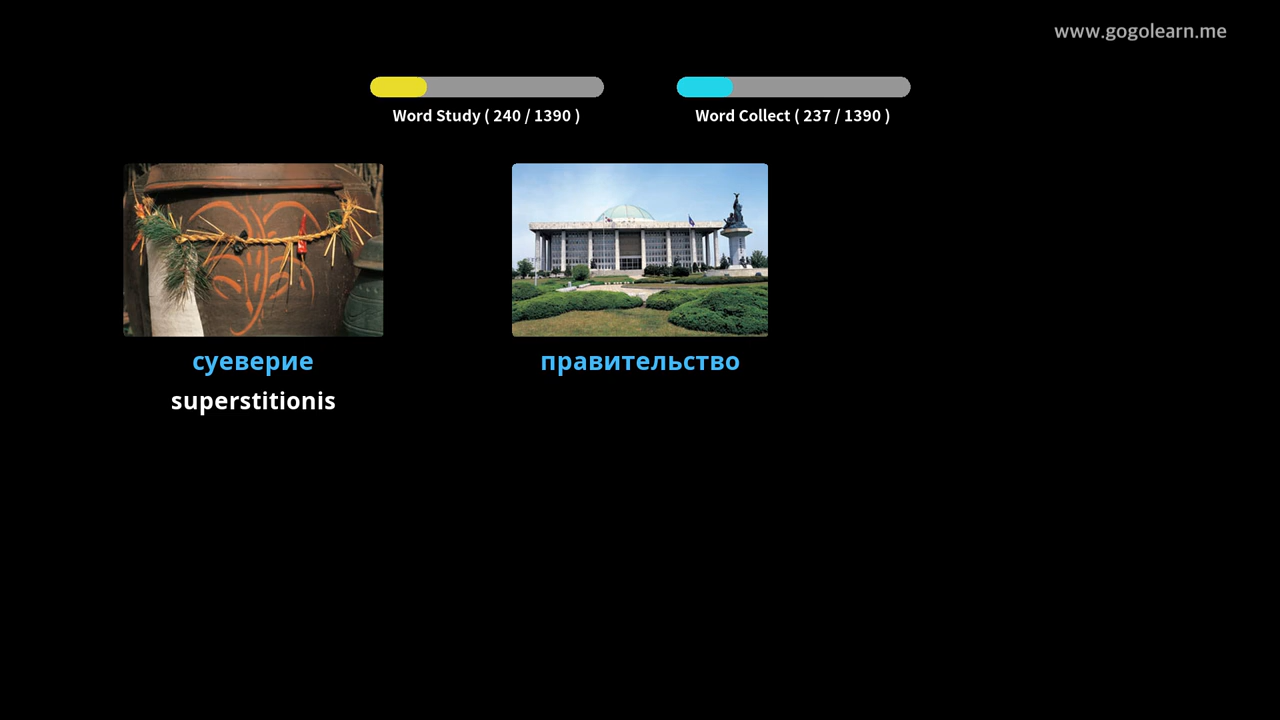 www.gogolearn.me
Word Study ( 240 / 1390 )
Word Collect ( 237 / 1390 )
суеверие
superstitionis
правительство